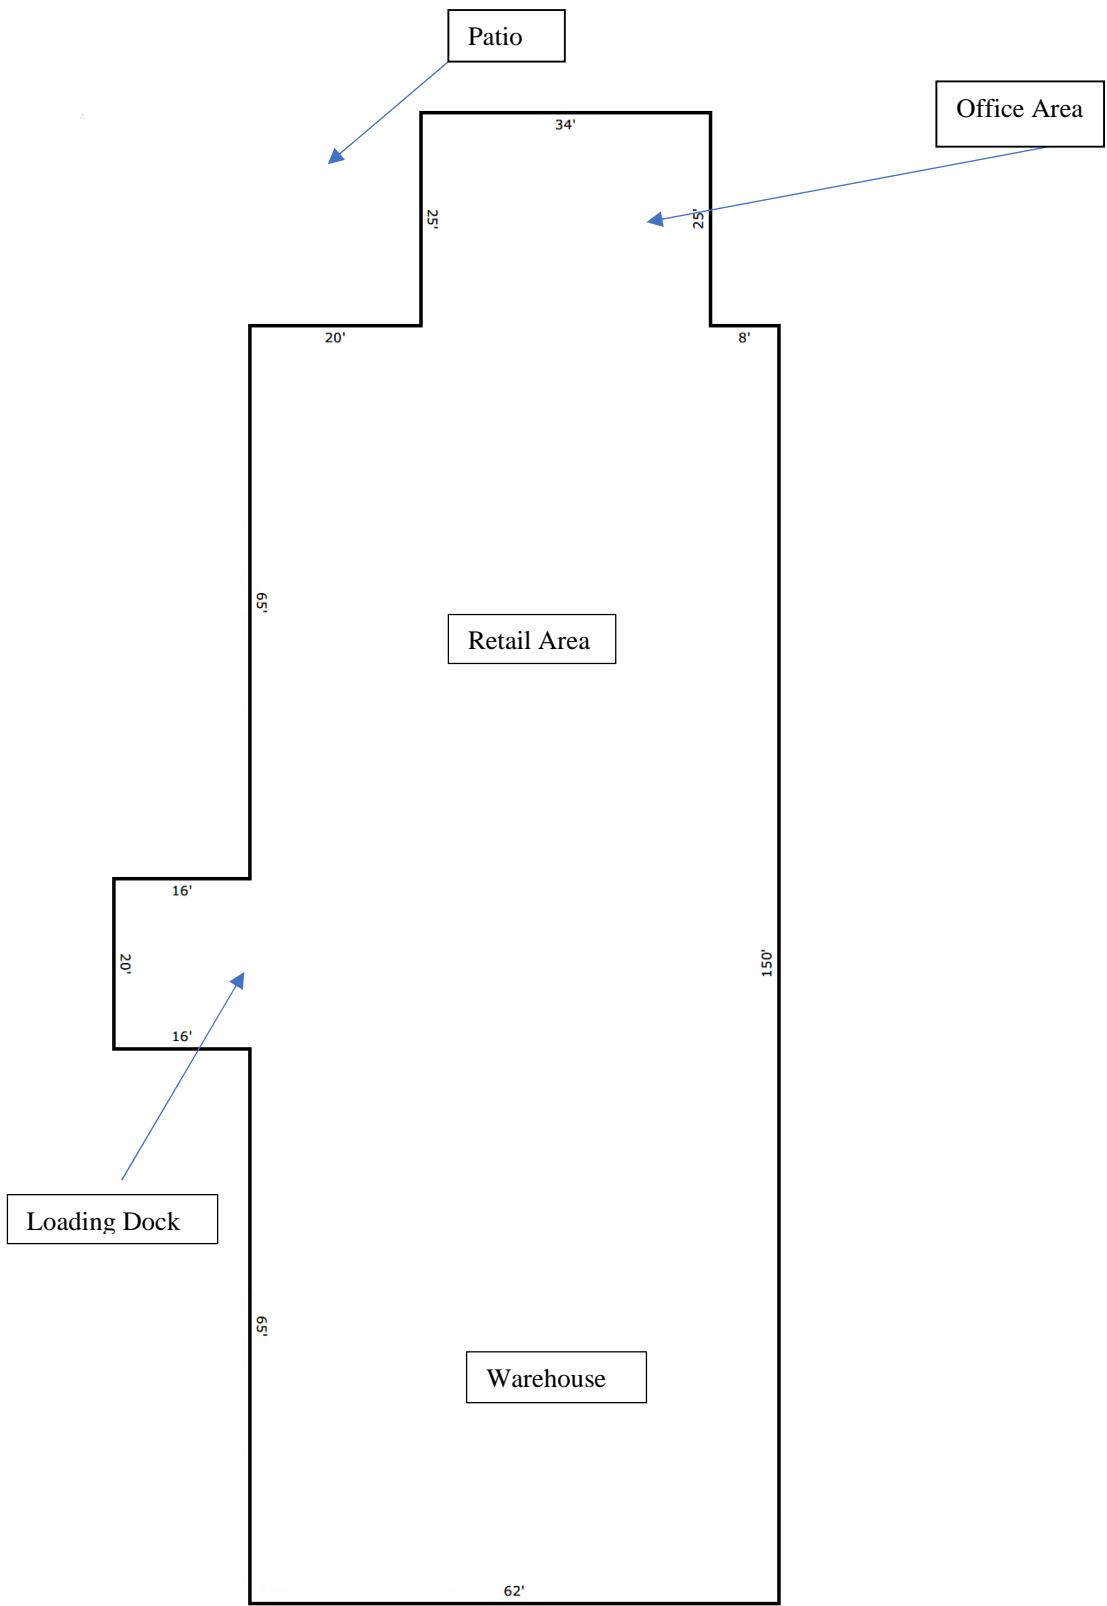 Patio
Office Area
34'
25'
25'
20'
8'
65'
Retail Area
16'
20'
150'
16'
Loading Dock
65'
Warehouse
62'